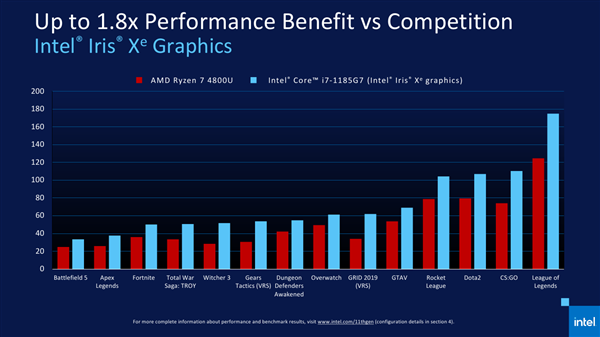 Up to 1.8x Performance Benefit vs Competition
Intel® Iris® Xe Graphics
AMD Ryzen 7 4800U Intel® Core™ i7-1185G7 (Intel® Iris® Xe graphics)
200
180
160
140
120
100
80
60
40
20
0
Battlefield 5
Apex
Legends
Fortnite
Total War
Saga: TROY
Witcher 3
Gears
Tactics (VRS)
Dungeon
Defenders
Awakened
Overwatch
GRID 2019
(VRS)
GTAV
Rocket
League
Dota2
CS:GO
League of
Legends
For more complete information about performance and benchmark results, visit www.intel.com/11thgen (configuration details in section 4).
intel